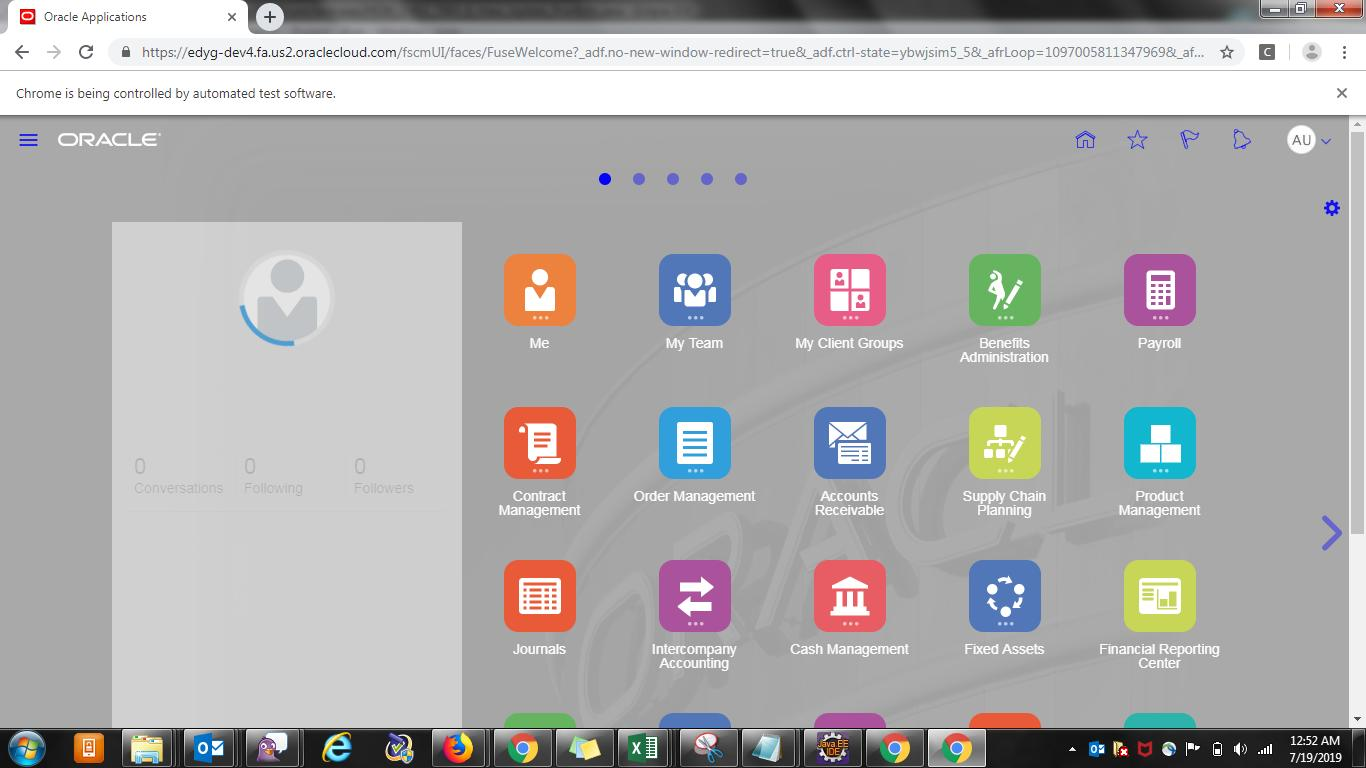 Oracle Applications
https://edyg-dev4.fa.us2.oraclecloud.com/fscmUI/faces/FuseWelcome?_adf.no-new-window-redirect=true&_adf.ctrl-state=ybwjsim5_5&_afrLoop=10970058111347969&_af...
C
Chrome is being controlled by automated test software.
ORACLE
AU
Me
My Team
My Client Groups
Benefits
Administration
Payroll
0
Conversations
0
Following
0
Followers
Contract
Management
Order Management
Accounts
Receivable
Supply Chain
Planning
Product
Management
Journals
Intercompany
Accounting
Cash Management
Fixed Assets
Financial Reporting
Center
Java EE
IDE
12:52 AM
7/19/2019